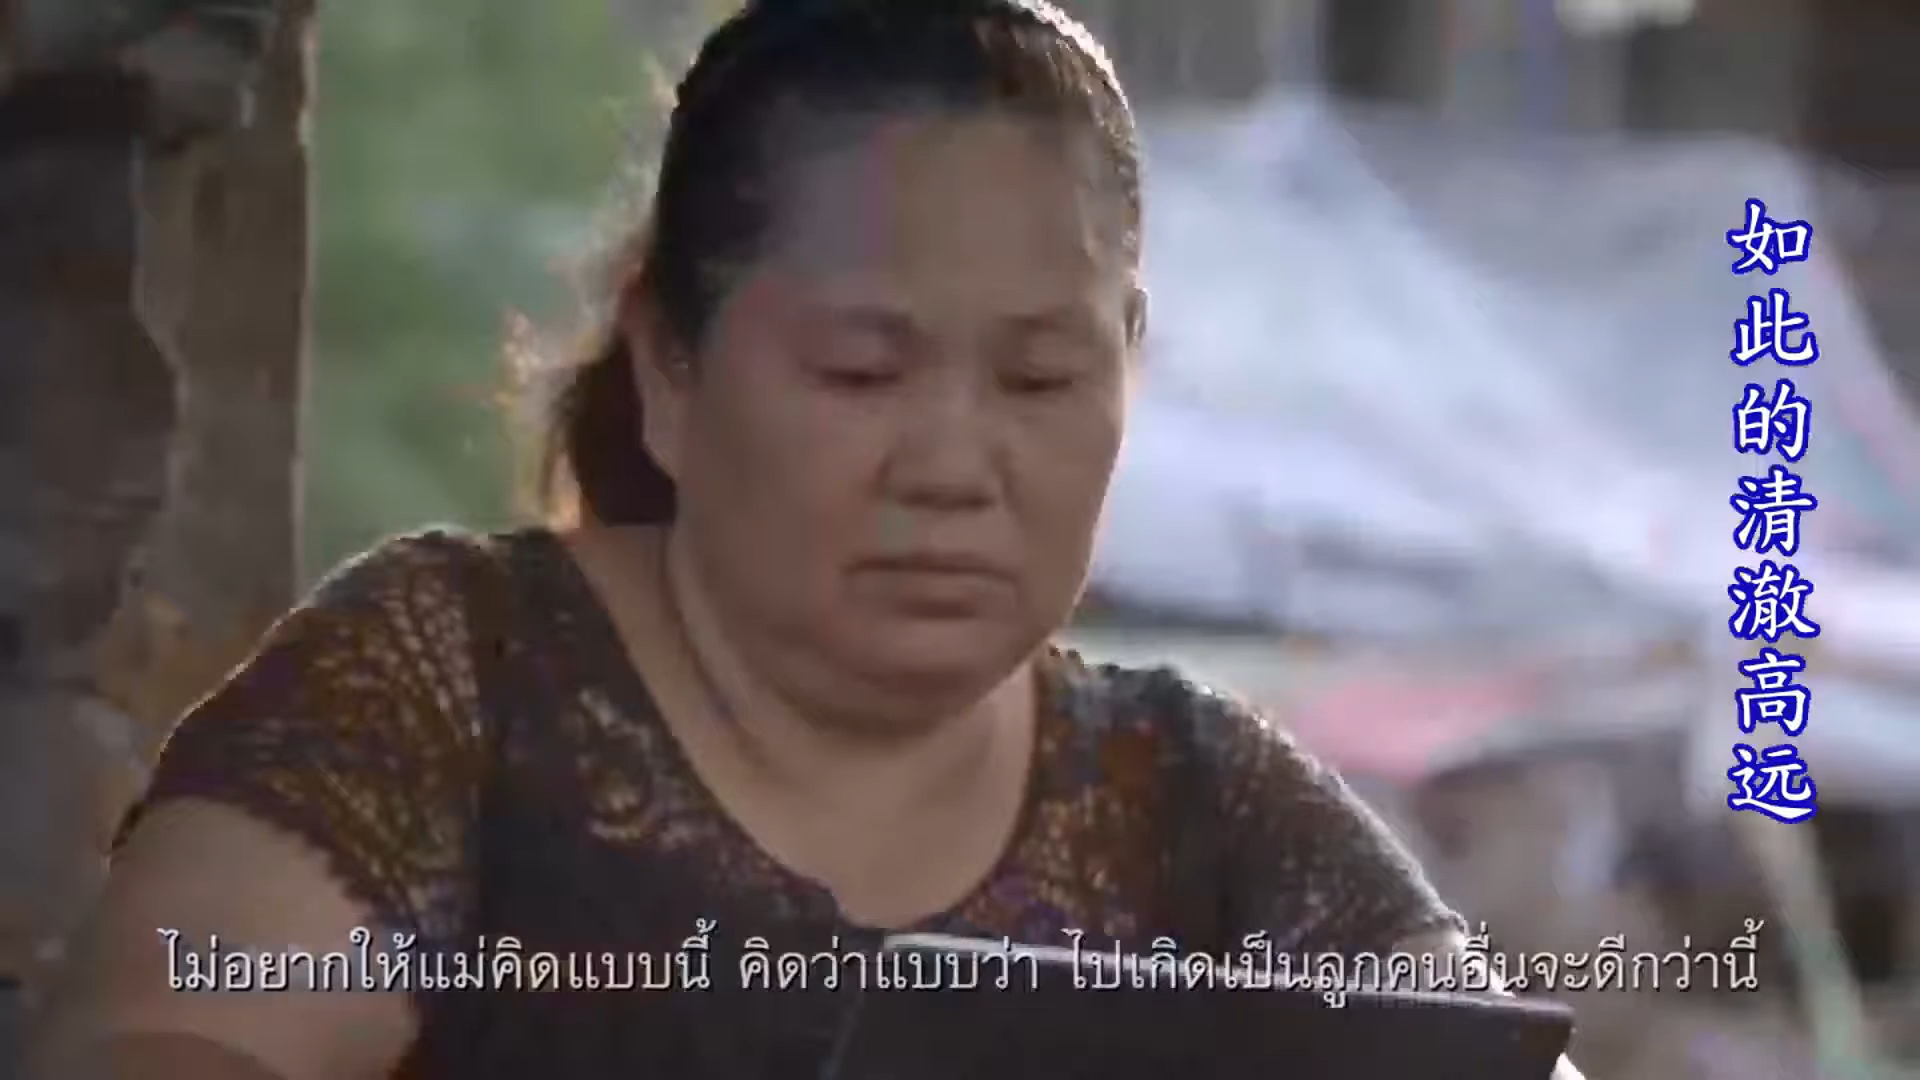 如此的清澈高远
ไม่อยากให้แม่คิดแบบนี้ คิดว่าแบบว่า ไปเกิดเป็นลูกคนอื่นจะดีกว่านี้